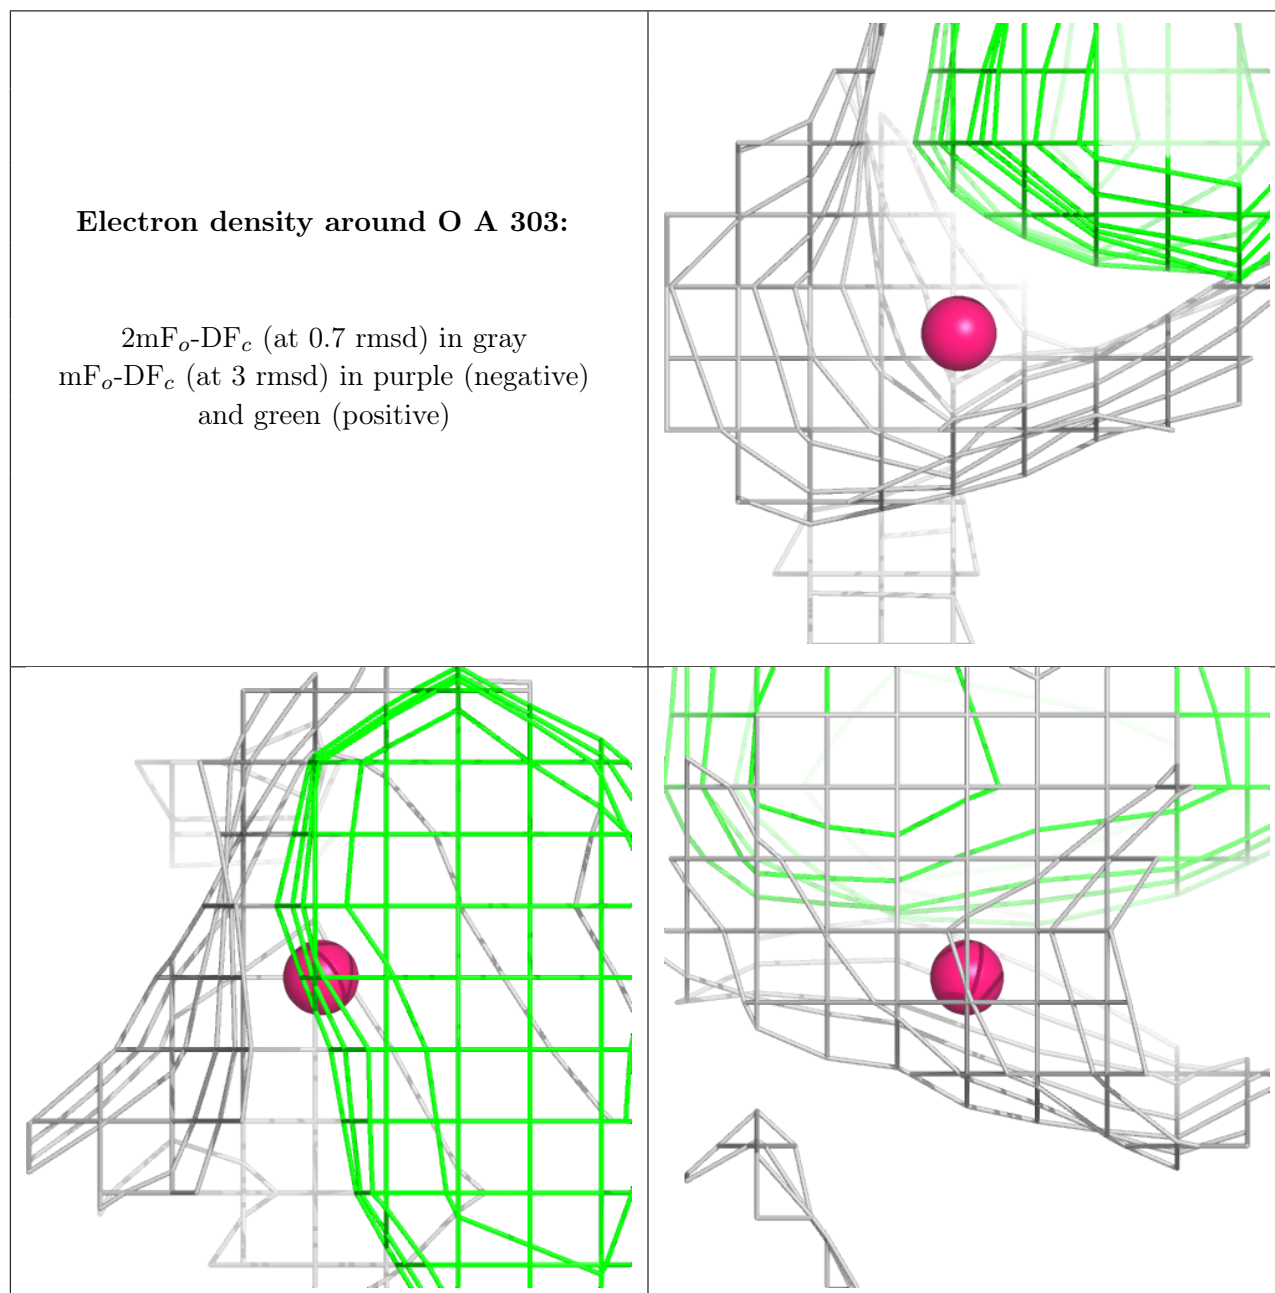 Electron density around O A 303:
2mFo-DFc (at 0.7 rmsd) in gray
mFo-DFc (at 3 rmsd) in purple (negative)
and green (positive)